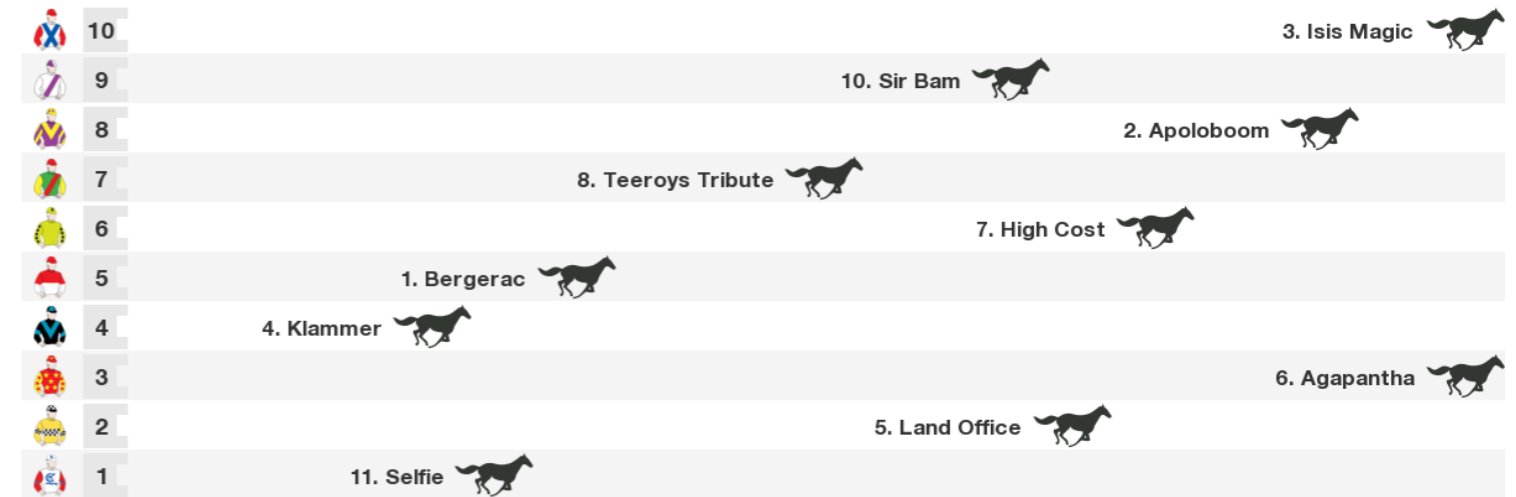 10 3. Isis Magic
9 10. Sir Bam
8 2. Apoloboom
7 8. Teeroys Tribute
6 7. High Cost
5 1. Bergerac
4 4. Klammer
3 6. Agapantha
2 5. Land Office
1 11. Selfie